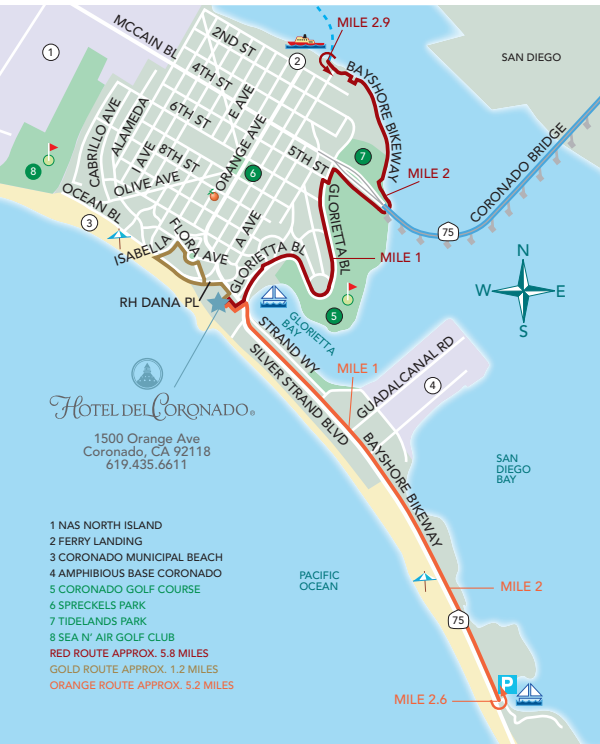 MILE 2.9
MCCAIN BL
2ND ST
1
2
SAN DIEGO
BAYSHORE BIKEWAY
4TH ST
E AVE
CABRILLO AVE
ALAMEDA
6TH ST
ORANGE AVE
I AVE
8TH ST
5TH ST
7
8
6
MILE 2
CORONADO BRIDGE
OLIVE AVE
OCEAN BL
3
GLORIETTA BL
75
FLORA AVE
A AVE
ISABELLA
GLORIETTA BL
MILE 1
N
W E
S
RH DANA PL
5
GLORIETTA
BAY
STRAND WY
SILVER STRAND BLVD
MILE 1
GUADALCANAL RD
4
HOTEL DEL CORONADO®
1500 Orange Ave
Coronado, CA 92118
619.435.6611
BAYSHORE BIKEWAY
SAN
DIEGO
BAY
1 NAS NORTH ISLAND
2 FERRY LANDING
3 CORONADO MUNICIPAL BEACH
4 AMPHIBIOUS BASE CORONADO
5 CORONADO GOLF COURSE
6 SPRECKELS PARK
7 TIDELANDS PARK
8 SEA N' AIR GOLF CLUB
RED ROUTE APPROX. 5.8 MILES
GOLD ROUTE APPROX. 1.2 MILES
ORANGE ROUTE APPROX. 5.2 MILES
PACIFIC
OCEAN
MILE 2
75
P
MILE 2.6